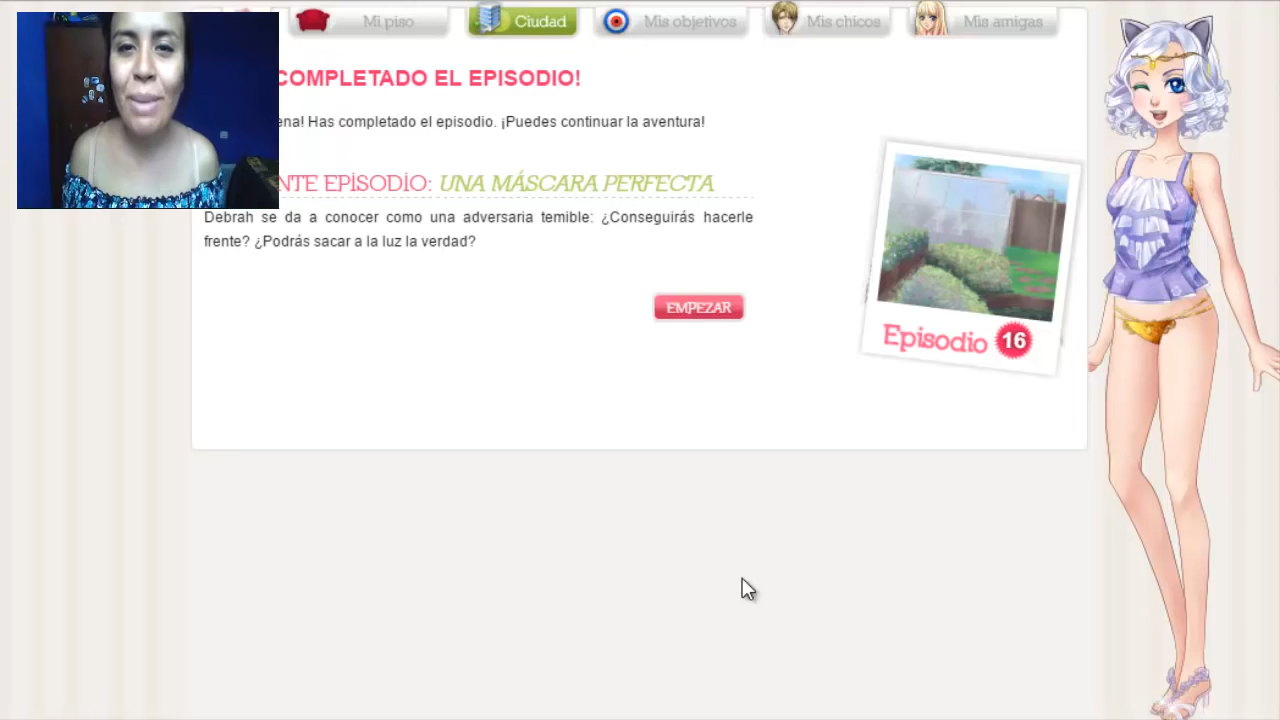 Mi piso
Ciudad
Mis objetivos
Mis chicos
Mis amigas
COMPLETADO EL EPISODIO!
ena! Has completado el episodio. ¡Puedes continuar la aventura!
NTE EPISODIO: UNA MÁSCARA PERFECTA
Debrah se da a conocer como una adversaria temible: ¿Conseguirás hacerle
frente? ¿Podrás sacar a la luz la verdad?
EMPEZAR
Episodio 16